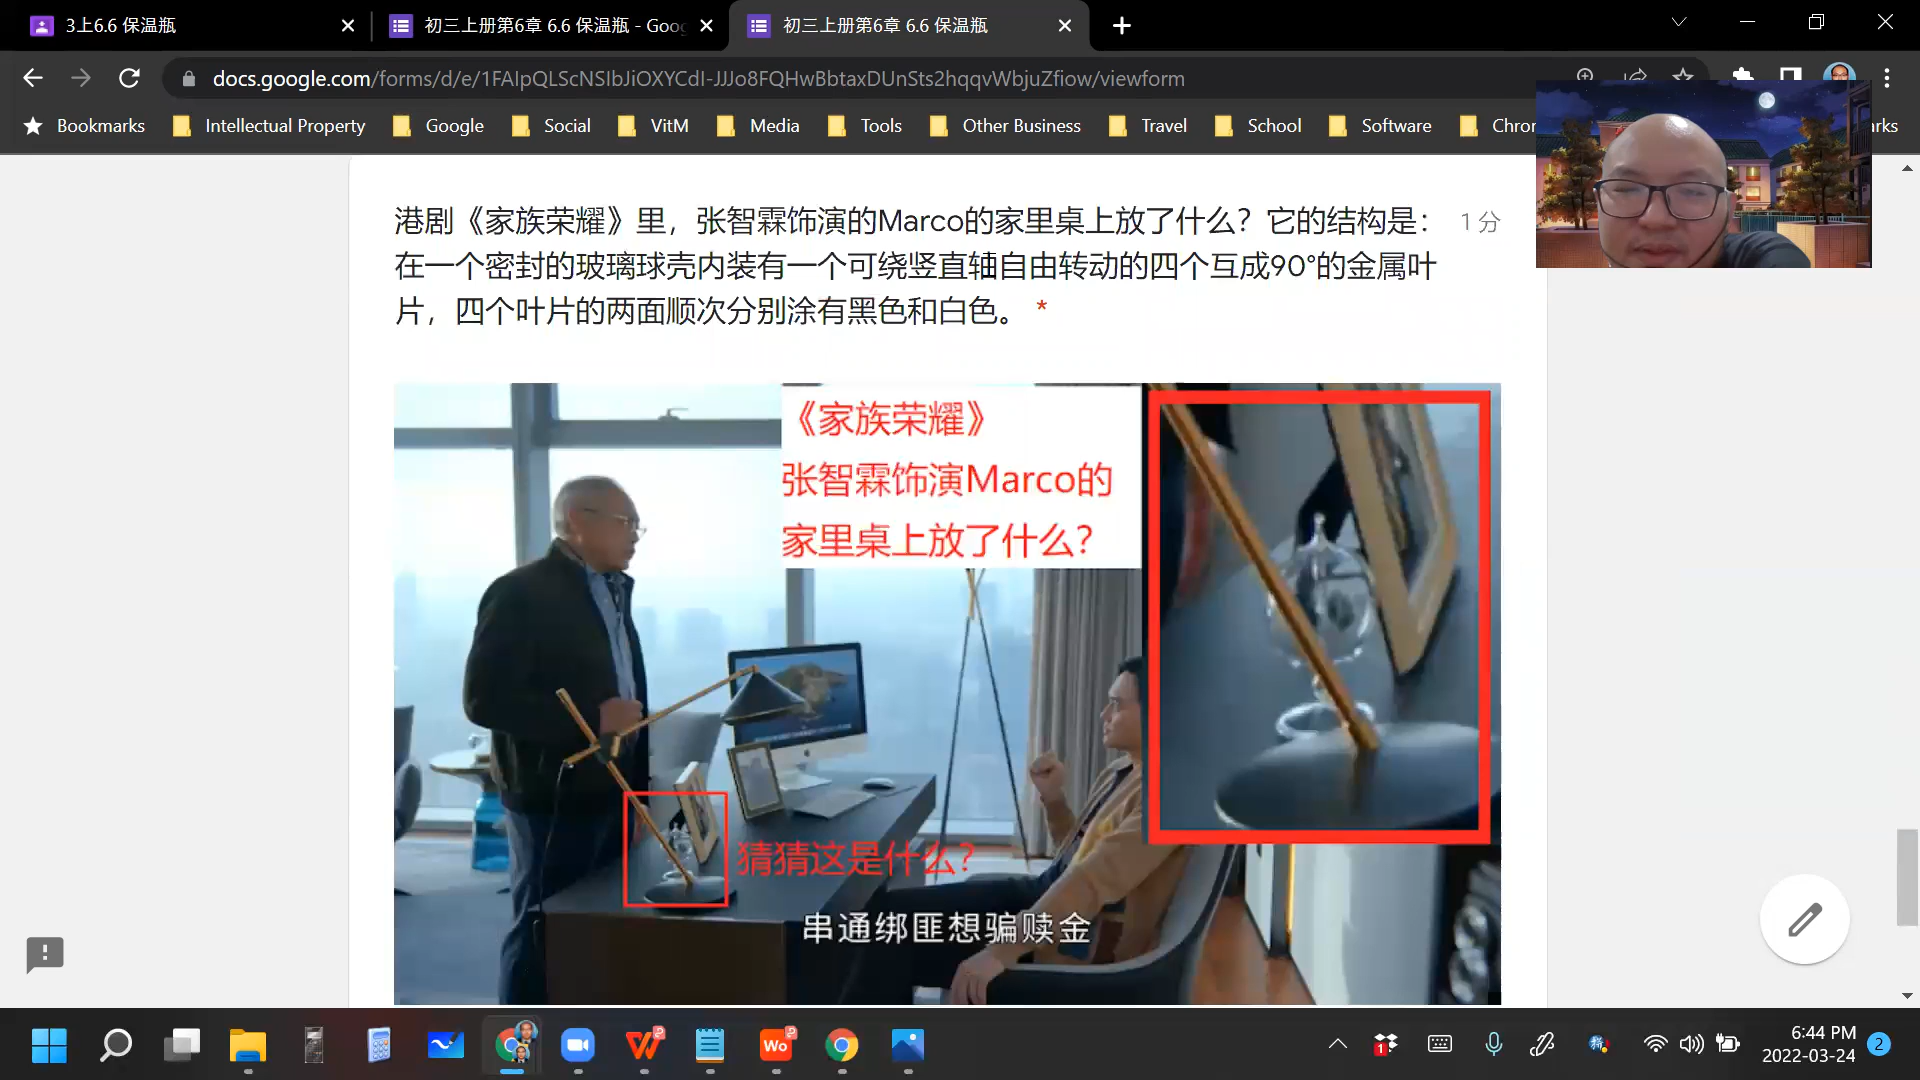 3上6.6 保温瓶
初三上册第6章 6.6 保温瓶 - Goo
初三上册第6章 6.6 保温瓶
docs.google.com/forms/d/e/1FAIpQLScNSIbJiOXYCdI-JJJo8FQHwBbtaxDUnSts2hqqvWbjuZfiow/viewform
Bookmarks Intellectual Property Google Social VitM Media Tools Other Business Travel School Software Chro rks
港剧《家族荣耀》里，张智霖饰演的Marco的家里桌上放了什么？它的结构是： 1 分
在一个密封的玻璃球壳内装有一个可绕竖直轴自由转动的四个互成90°的金属叶
片，四个叶片的两面顺次分别涂有黑色和白色。 *
《家族荣耀》
张智霖饰演Marco的
家里桌上放了什么？
猜猜这是什么？
串通绑匪想骗赎金
6:44 PM
2022-03-24
2